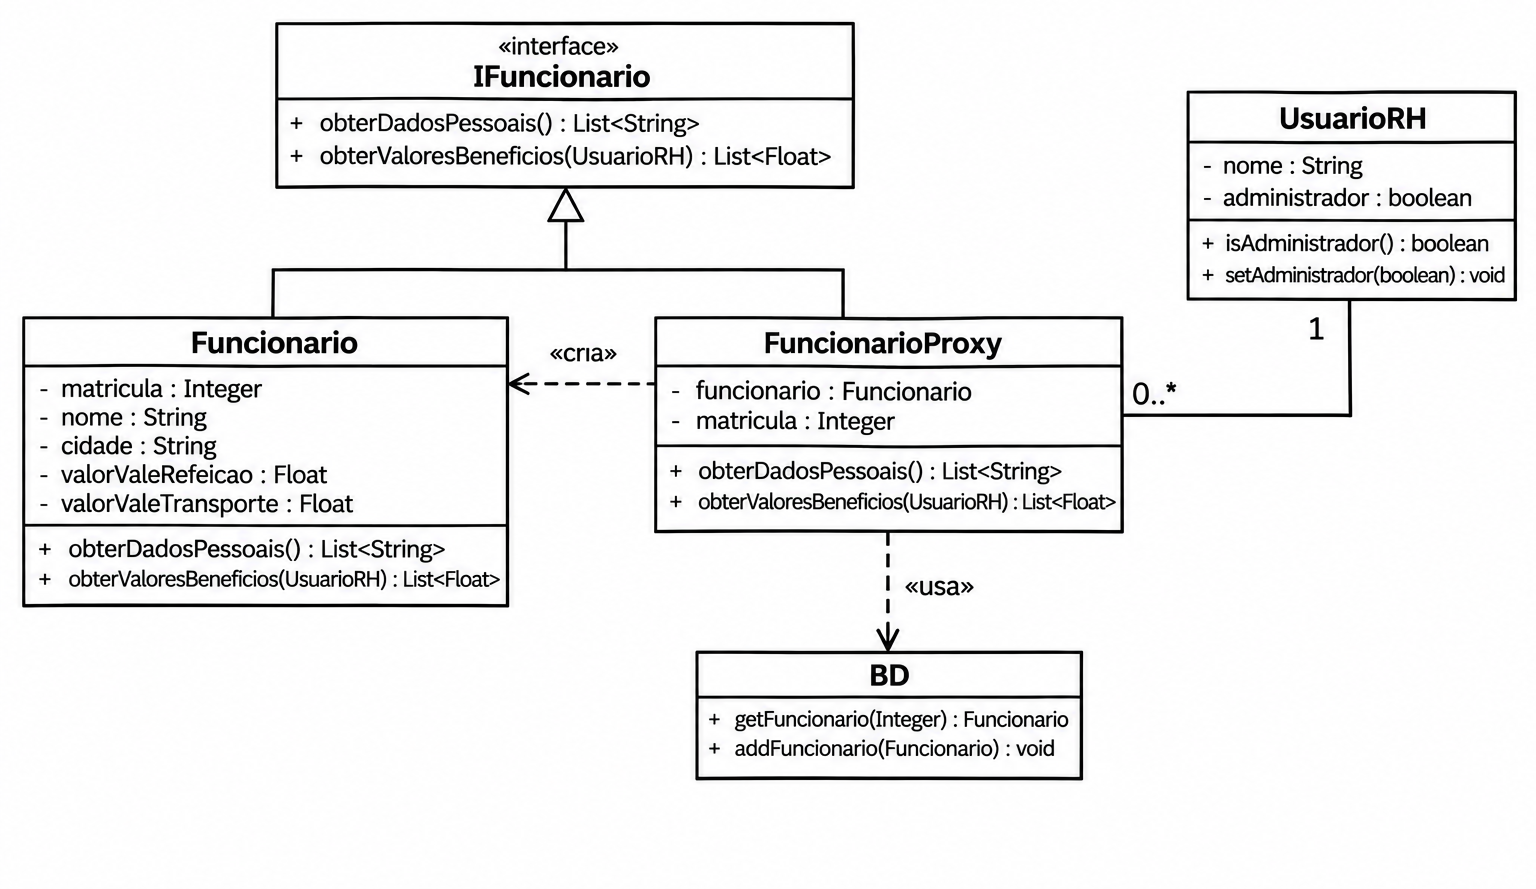 «interface»
IFuncionario
+ obterDadosPessoais() : List<String>
+ obterValoresBeneficios(UsuarioRH) : List<Float>
UsuarioRH
- nome : String
- administrador : boolean
+ isAdministrador() : boolean
+ setAdministrador(boolean) : void
1
0..*
Funcionario
- matricula : Integer
- nome : String
- cidade : String
- valorValeRefeicao : Float
- valorValeTransporte : Float
+ obterDadosPessoais() : List<String>
+ obterValoresBeneficios(UsuarioRH) : List<Float>
«crıa»
FuncionarioProxy
- funcionario : Funcionario
- matricula : Integer
+ obterDadosPessoais() : List<String>
+ obterValoresBeneficios(UsuarioRH) : List<Float>
«usa»
BD
+ getFuncionario(Integer) : Funcionario
+ addFuncionario(Funcionario) : void